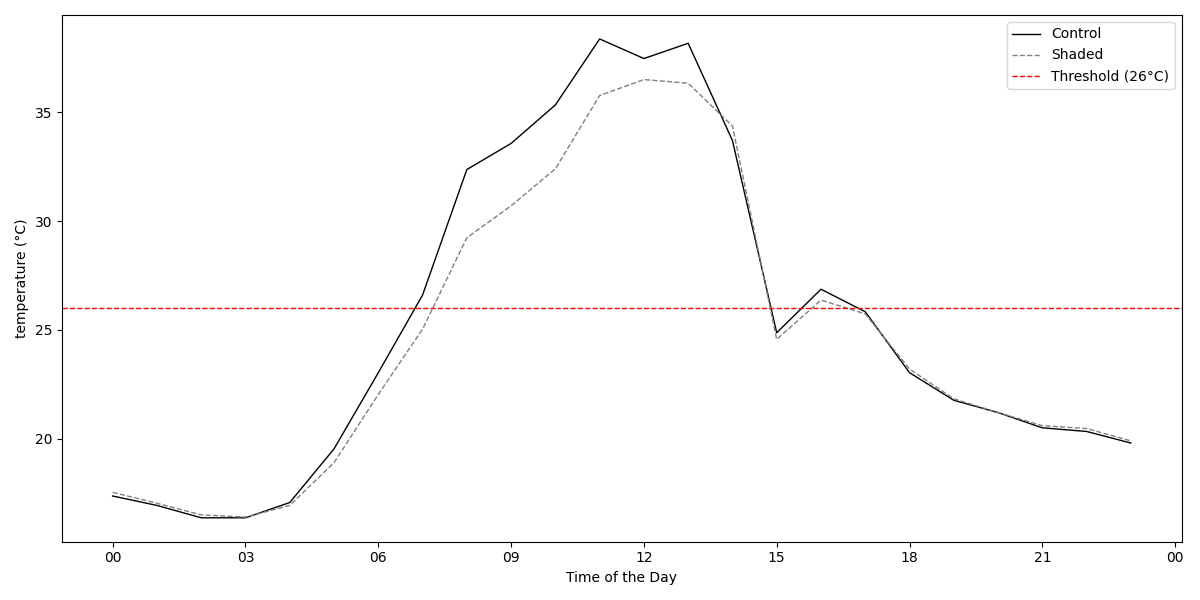 Control
Shaded
Threshold (26°C)
temperature (°C)
35
30
25
20
00 03 06 09 12 15 18 21 00
Time of the Day